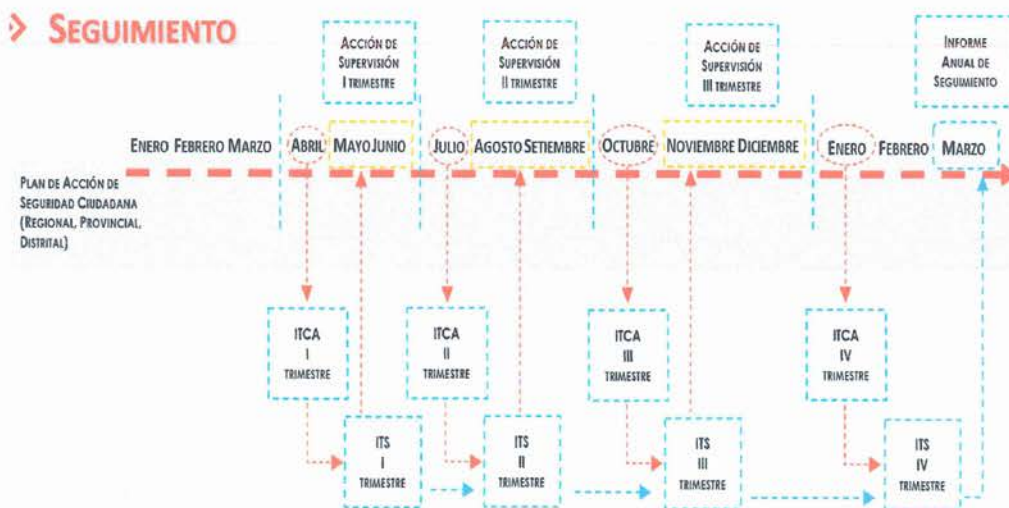 SEGUIMIENTO
ACCIÓN DE
SUPERVISIÓN
I TRIMESTRE
ACCIÓN DE
SUPERVISIÓN
II TRIMESTRE
ACCIÓN DE
SUPERVISIÓN
III TRIMESTRE
INFORME
ANUAL DE
SEGUIMIENTO
ENERO FEBRERO MARZO ABRIL MAYO JUNIO JULIO AGOSTO SETIEMBRE OCTUBRE NOVIEMBRE DICIEMBRE ENERO FEBRERO MARZO
PLAN DE ACCIÓN DE
SEGURIDAD CIUDADANA
(REGIONAL, PROVINCIAL,
DISTRITAL)
ITCA
I
TRIMESTRE
ITCA
II
TRIMESTRE
ITCA
III
TRIMESTRE
ITCA
IV
TRIMESTRE
ITS
I
TRIMESTRE
ITS
II
TRIMESTRE
ITS
III
TRIMESTRE
ITS
IV
TRIMESTRE